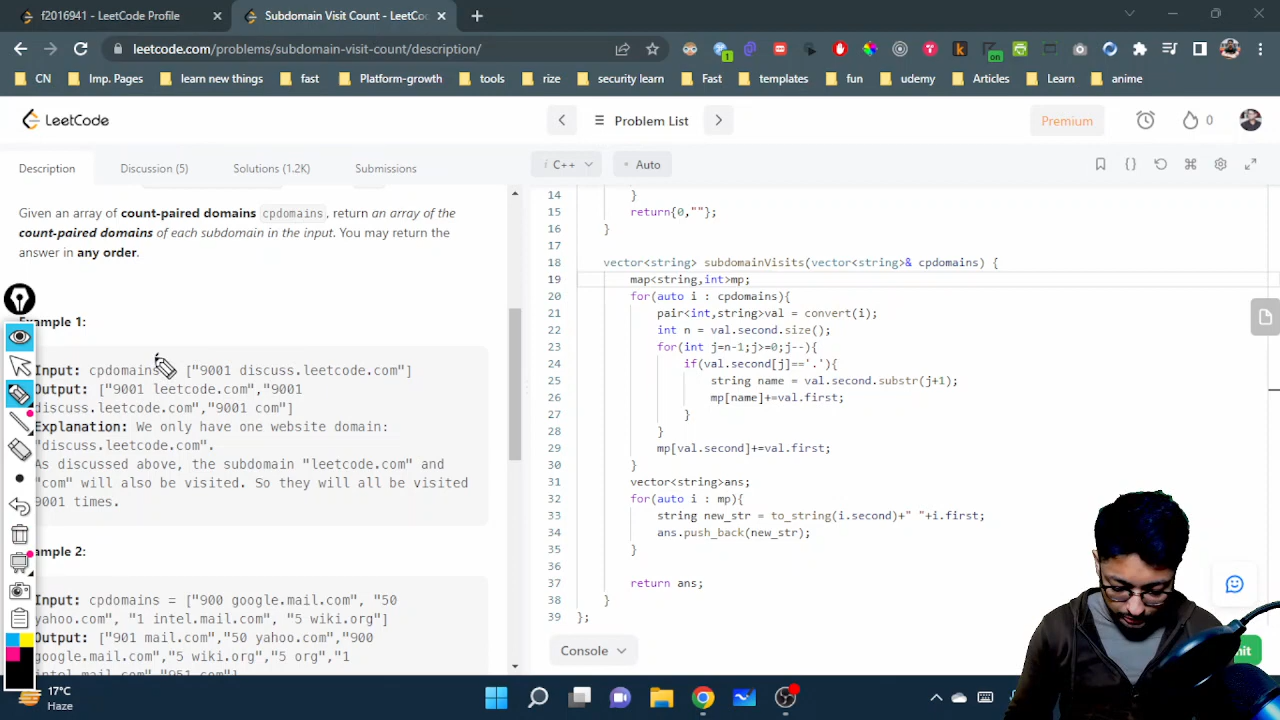 f2016941 - LeetCode Profile
Subdomain Visit Count - LeetCo
leetcode.com/problems/subdomain-visit-count/description/
CN
Imp. Pages
learn new things
fast
Platform-growth
tools
rize
security learn
Fast
templates
fun
udemy
Articles
Learn
anime
LeetCode
Problem List
Premium
0
Description
Discussion (5)
Solutions (1.2K)
Submissions
i C++
Auto
Given an array of count-paired domains cpdomains, return an array of the
count-paired domains of each subdomain in the input. You may return the
answer in any order.
Example 1:
Input: cpdomains = ["9001 discuss.leetcode.com"]
Output: ["9001 leetcode.com","9001
discuss.leetcode.com","9001 com"]
Explanation: We only have one website domain:
"discuss.leetcode.com".
As discussed above, the subdomain "leetcode.com" and
"com" will also be visited. So they will all be visited
9001 times.
ample 2:
Input: cpdomains = ["900 google.mail.com", "50
yahoo.com", "1 intel.mail.com", "5 wiki.org"]
Output: ["901 mail.com","50 yahoo.com","900
google.mail.com","5 wiki.org","5 org","1
intel.mail.com","951 com"]
14 }
15 return{0,""};
16 }
17
18 vector<string> subdomainVisits(vector<string>& cpdomains) {
19 map<string,int>mp;
20 for(auto i : cpdomains){
21 pair<int,string>val = convert(i);
22 int n = val.second.size();
23 for(int j=n-1;j>=0;j--){
24 if(val.second[j]=='.'){
25 string name = val.second.substr(j+1);
26 mp[name]+=val.first;
27 }
28 }
29 mp[val.second]+=val.first;
30 }
31 vector<string>ans;
32 for(auto i : mp){
33 string new_str = to_string(i.second)+" "+i.first;
34 ans.push_back(new_str);
35 }
36
37 return ans;
38 }
39 };
Console
it
17°C
Haze
on
1